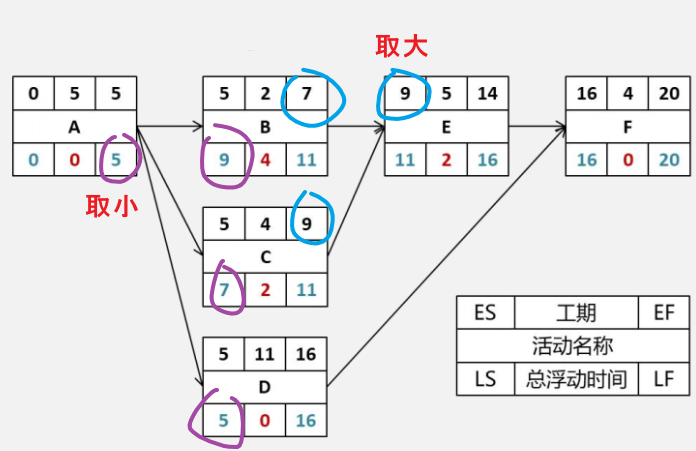 取大
0 5 5
A
0 0 5
取小
5 2 7
B
9 4 11
9 5 14
E
11 2 16
16 4 20
F
16 0 20
5 4 9
C
7 2 11
5 11 16
D
5 0 16
ES 工期 EF
活动名称
LS 总浮动时间 LF